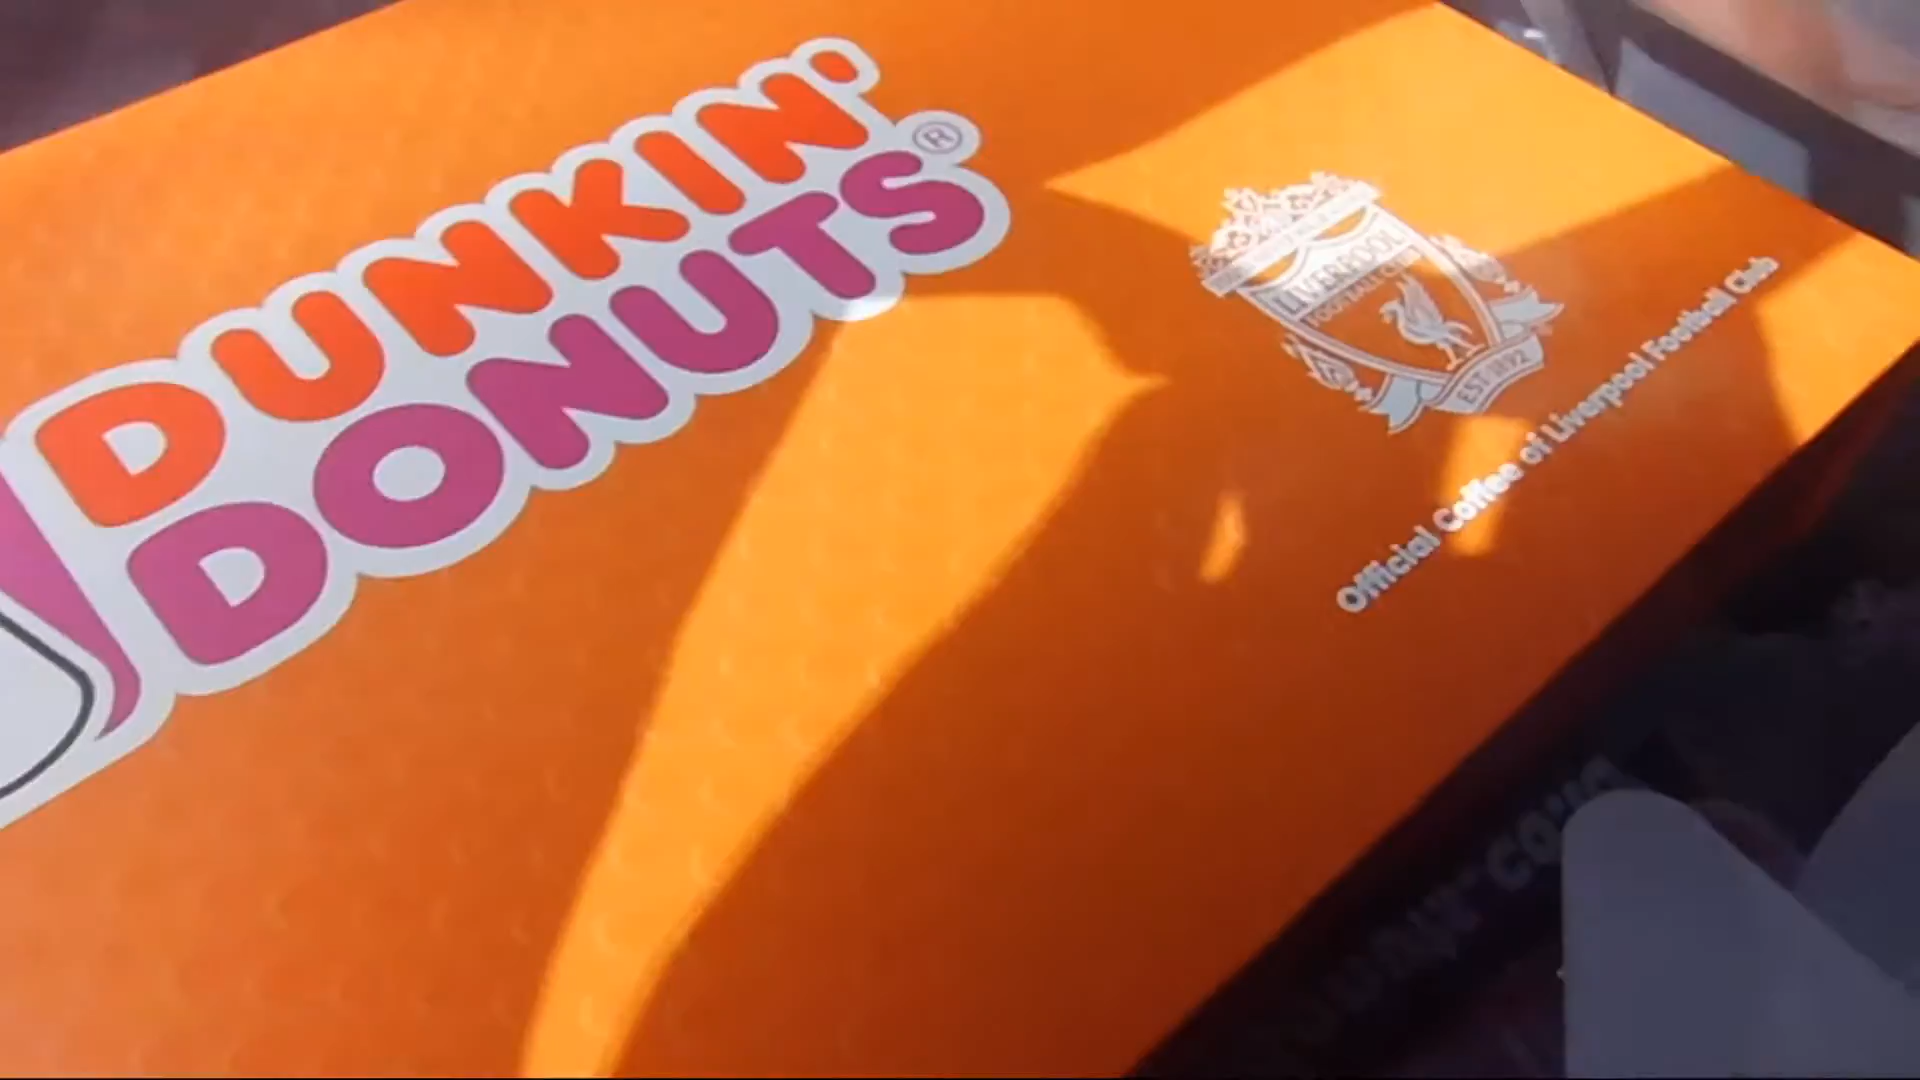 DUNKIN'
DONUTS®
LIVERPOOL
FOOTBALL CLUB
EST 1892
Official Coffee of Liverpool Football Club